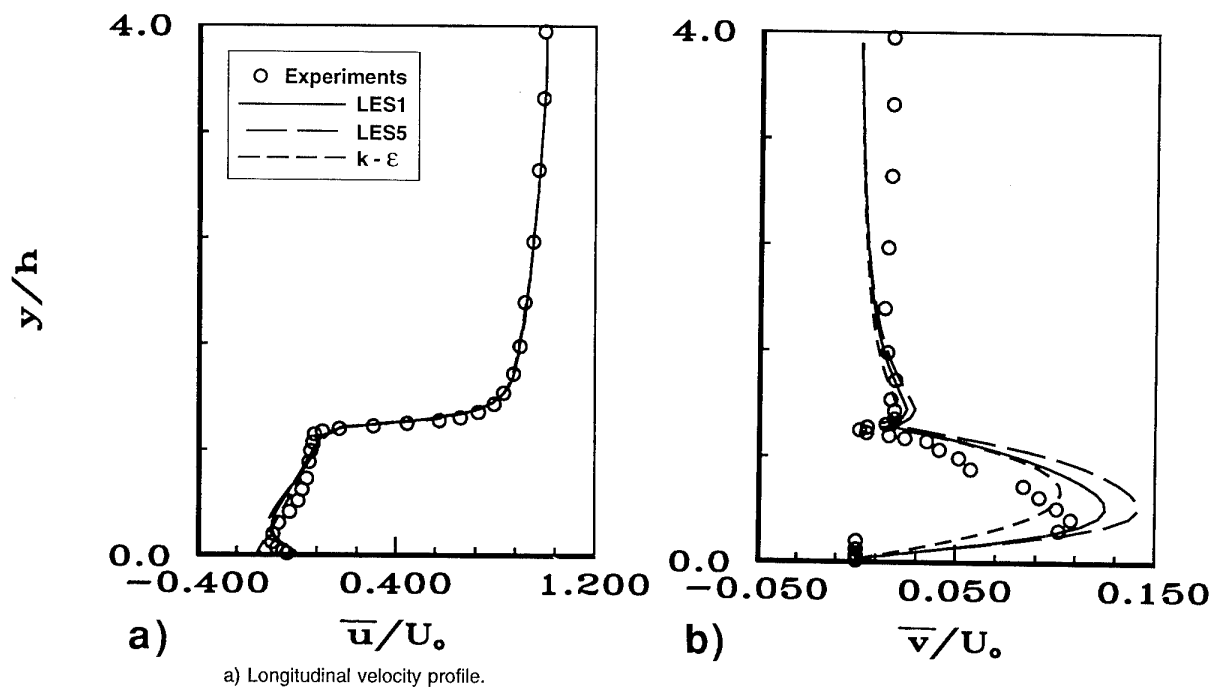 4.0
Experiments
LES1
LES5
k - ε
y/h
0.0
−0.400 0.400 1.200
a) u̅/U₀
a) Longitudinal velocity profile.
4.0
0.0
−0.050 0.050 0.150
b) v̅/U₀